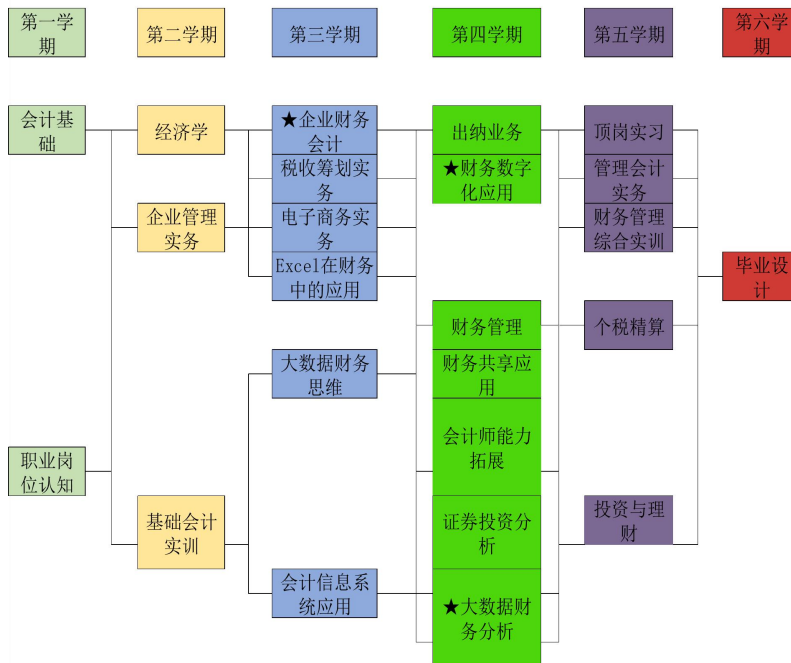 第一学
期
第二学期
第三学期
第四学期
第五学期
第六学
期
会计基
础
经济学
★企业财务
会计
出纳业务
顶岗实习
税收筹划实
务
★财务数字
化应用
管理会计
实务
企业管理
实务
电子商务实
务
财务管理
综合实训
Excel在财务
中的应用
毕业设
计
财务管理
个税精算
大数据财务
思维
财务共享应
用
会计师能力
拓展
职业岗
位认知
基础会计
实训
证券投资分
析
投资与理
财
会计信息系
统应用
★大数据财
务分析